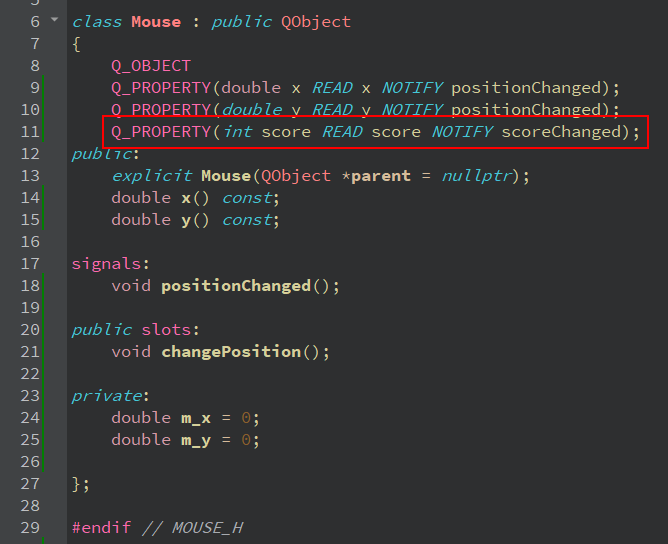 6 class Mouse : public QObject
7 {
8 Q_OBJECT
9 Q_PROPERTY(double x READ x NOTIFY positionChanged);
10 Q_PROPERTY(double y READ y NOTIFY positionChanged);
11 Q_PROPERTY(int score READ score NOTIFY scoreChanged);
12 public:
13 explicit Mouse(QObject *parent = nullptr);
14 double x() const;
15 double y() const;
16
17 signals:
18 void positionChanged();
19
20 public slots:
21 void changePosition();
22
23 private:
24 double m_x = 0;
25 double m_y = 0;
26
27 };
28
29 #endif // MOUSE_H